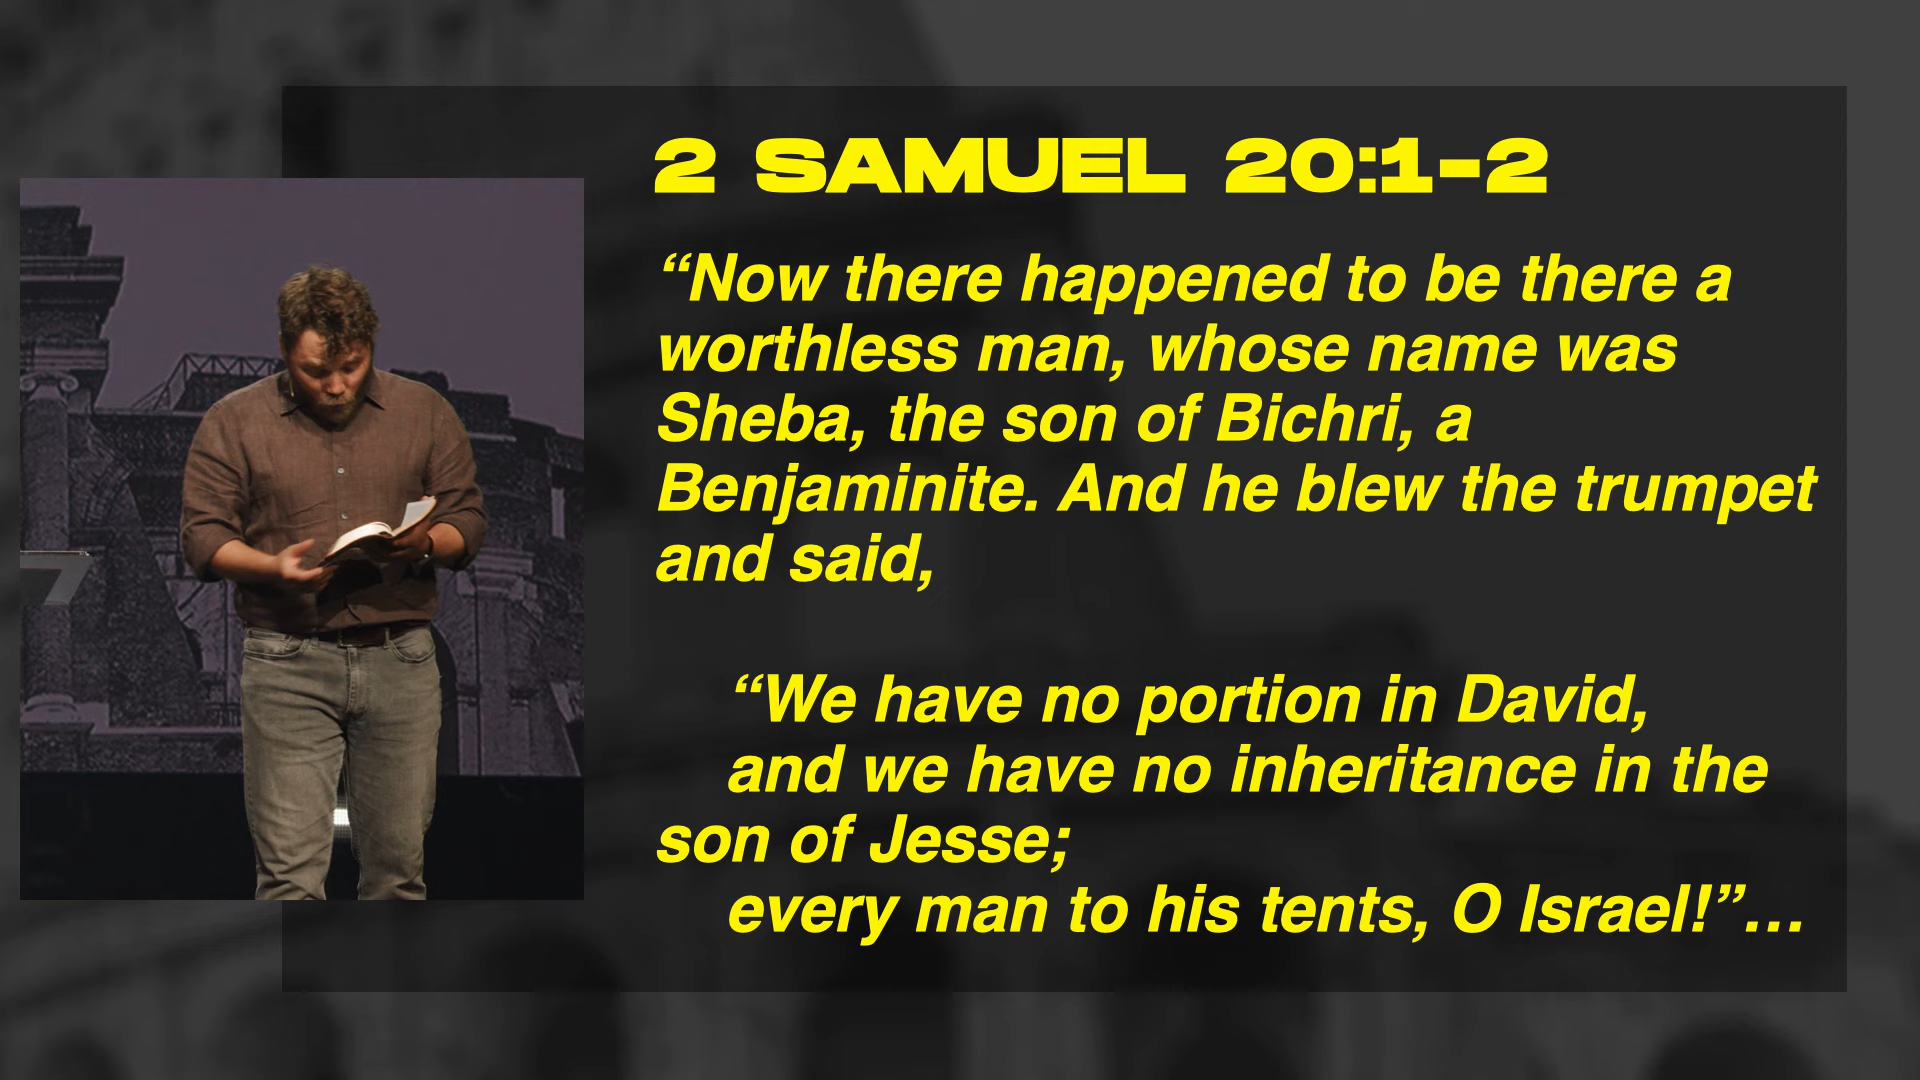 2 SAMUEL 20:1-2
“Now there happened to be there a
worthless man, whose name was
Sheba, the son of Bichri, a
Benjaminite. And he blew the trumpet
and said,
“We have no portion in David,
and we have no inheritance in the
son of Jesse;
every man to his tents, O Israel!”…